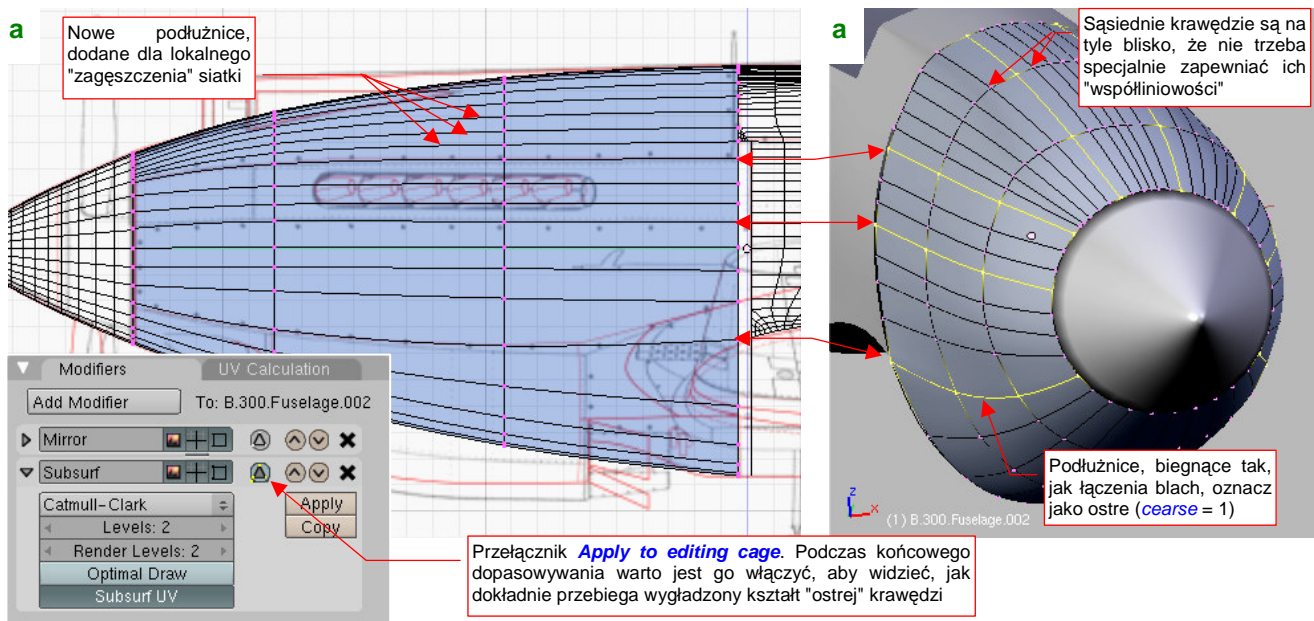 a
Nowe podłużnice,
dodane dla lokalnego
"zagęszczenia" siatki
a
Sąsiednie krawędzie są na
tyle blisko, że nie trzeba
specjalnie zapewniać ich
"współliniowości"
Modifiers
UV Calculation
Add Modifier
To: B.300.Fuselage.002
Mirror
Subsurf
Catmull-Clark
Apply
Levels: 2
Copy
Render Levels: 2
Optimal Draw
Subsurf UV
Podłużnice, biegnące tak,
jak łączenia blach, oznacz
jako ostre (cearse = 1)
z
x
(1) B.300.Fuselage.002
Przełącznik Apply to editing cage. Podczas końcowego
dopasowywania warto jest go włączyć, aby widzieć, jak
dokładnie przebiega wygładzony kształt "ostrej" krawędzi